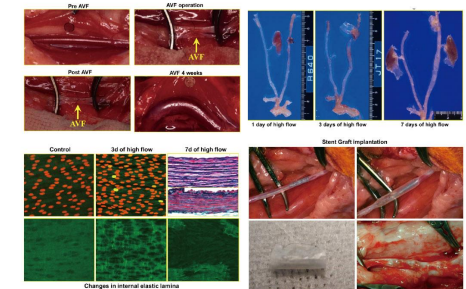 Pre AVF
AVF operation
AVF
Post AVF
AVF 4 weeks
AVF
R640
JT17
1 day of high flow
3 days of high flow
7 days of high flow
Control
3d of high flow
7d of high flow
Changes in internal elastic lamina
Stent Graft implantation